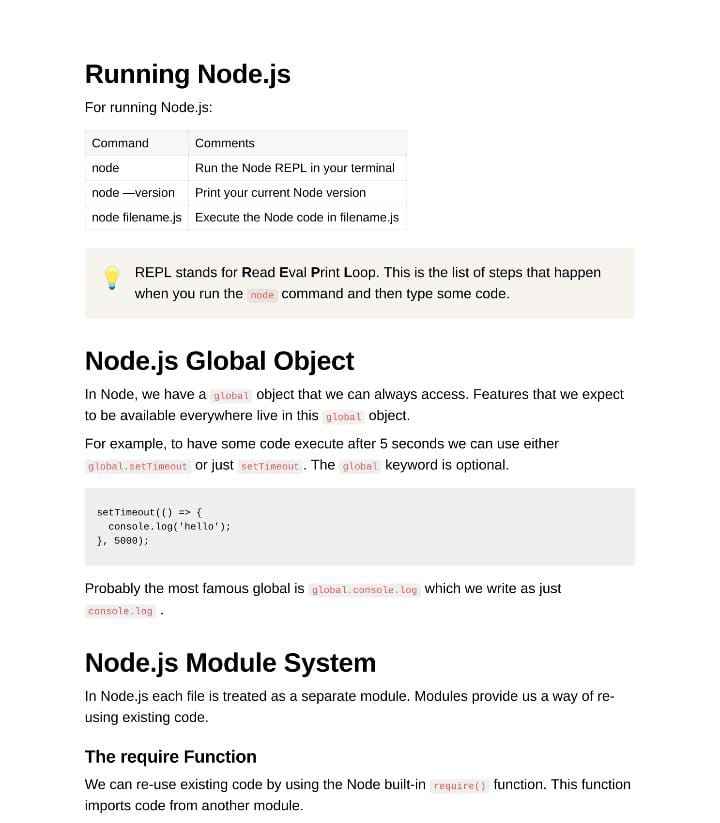 Running Node.js
For running Node.js:
Command Comments
node Run the Node REPL in your terminal
node —version Print your current Node version
node filename.js Execute the Node code in filename.js
REPL stands for Read Eval Print Loop. This is the list of steps that happen
when you run the node command and then type some code.
Node.js Global Object
In Node, we have a global object that we can always access. Features that we expect
to be available everywhere live in this global object.
For example, to have some code execute after 5 seconds we can use either
global.setTimeout or just setTimeout . The global keyword is optional.
setTimeout(() => {
  console.log('hello');
}, 5000);
Probably the most famous global is global.console.log which we write as just
console.log .
Node.js Module System
In Node.js each file is treated as a separate module. Modules provide us a way of re-
using existing code.
The require Function
We can re-use existing code by using the Node built-in require() function. This function
imports code from another module.